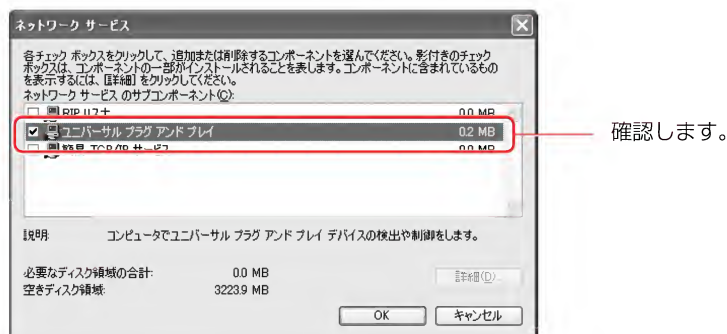 ネットワーク サービス
各チェック ボックスをクリックして、追加または削除するコンポーネントを選んでください。影付きのチェック
ボックスは、コンポーネントの一部がインストールされることを表します。コンポーネントに含まれているもの
を表示するには、[詳細] をクリックしてください。
ネットワーク サービス のサブコンポーネント(C):
RIP リスナ 0.0 MB
ユニバーサル プラグ アンド プレイ 0.2 MB
確認します。
簡易 TCP/IP サービス 0.0 MB
説明: コンピュータでユニバーサル プラグ アンド プレイ デバイスの検出や制御をします。
必要なディスク領域の合計: 0.0 MB
詳細(D)...
空きディスク領域: 3223.9 MB
OK キャンセル